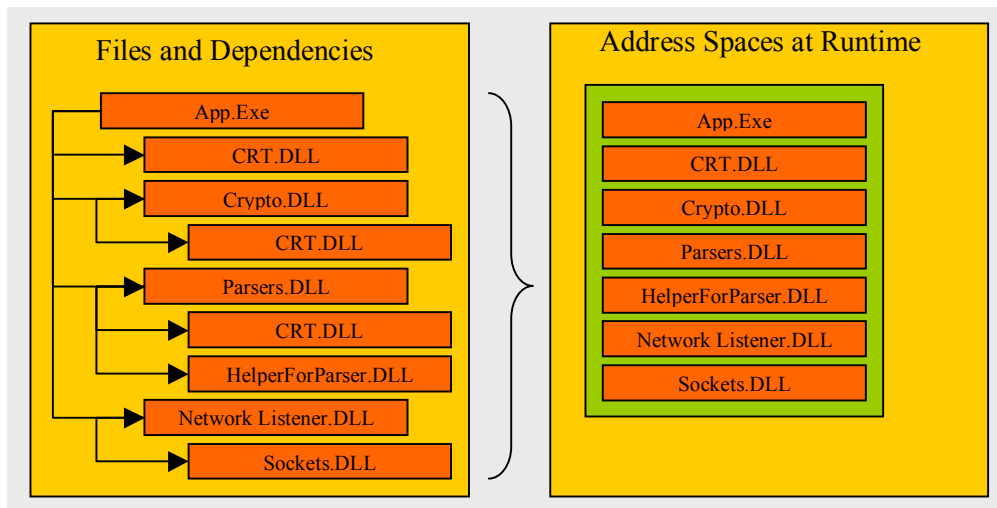 Files and Dependencies
App.Exe
CRT.DLL
Crypto.DLL
CRT.DLL
Parsers.DLL
CRT.DLL
HelperForParser.DLL
Network Listener.DLL
Sockets.DLL
Address Spaces at Runtime
App.Exe
CRT.DLL
Crypto.DLL
Parsers.DLL
HelperForParser.DLL
Network Listener.DLL
Sockets.DLL